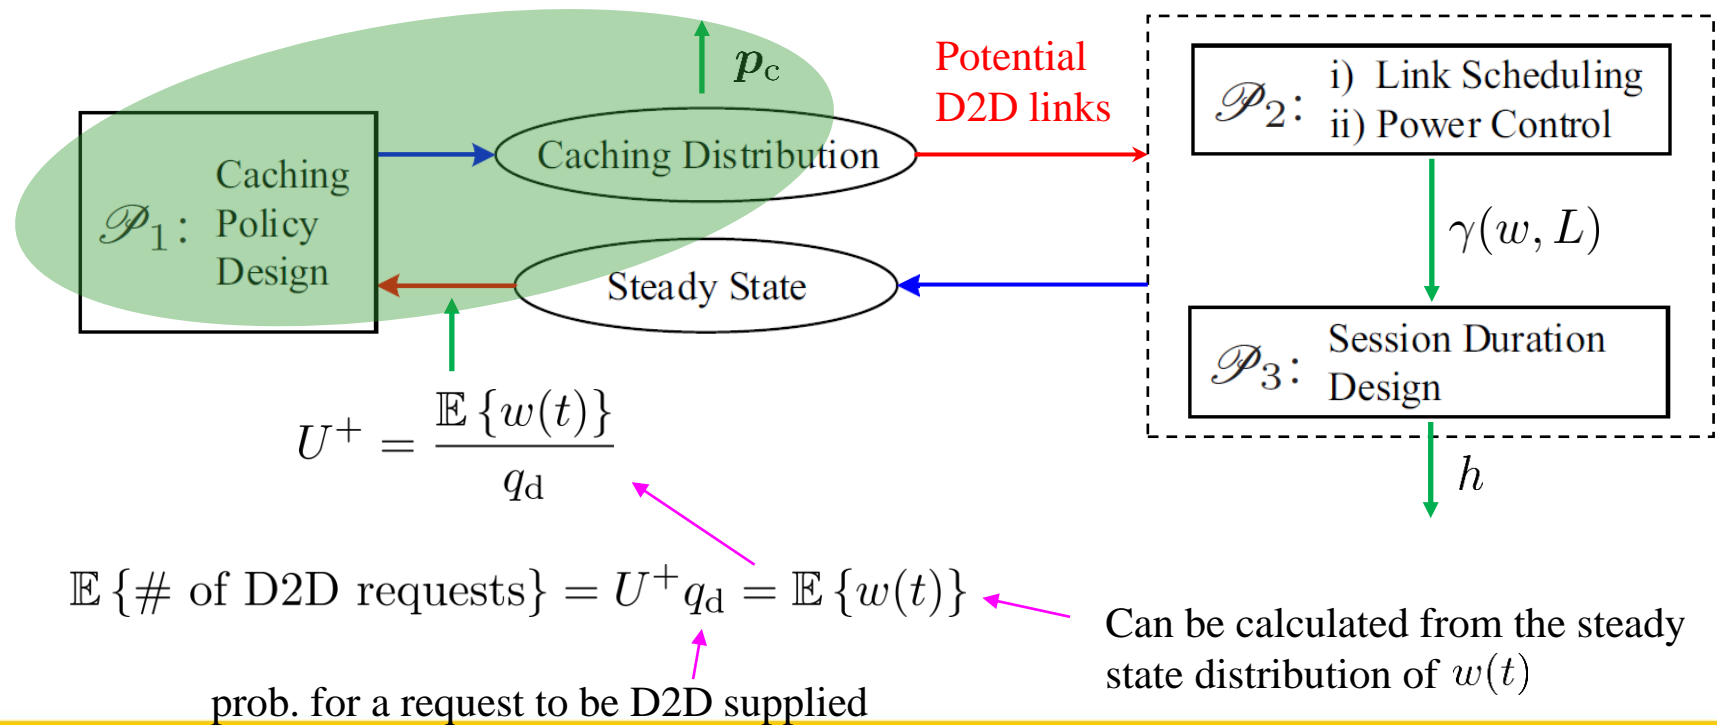 𝒑_c
Potential
D2D links
𝒫₂: i) Link Scheduling
ii) Power Control
Caching Distribution
𝒫₁: Caching
Policy
Design
γ(w, L)
Steady State
𝒫₃: Session Duration
Design
U⁺ = 𝔼{w(t)} / q_d
h
𝔼{# of D2D requests} = U⁺q_d = 𝔼{w(t)}
Can be calculated from the steady
state distribution of w(t)
prob. for a request to be D2D supplied